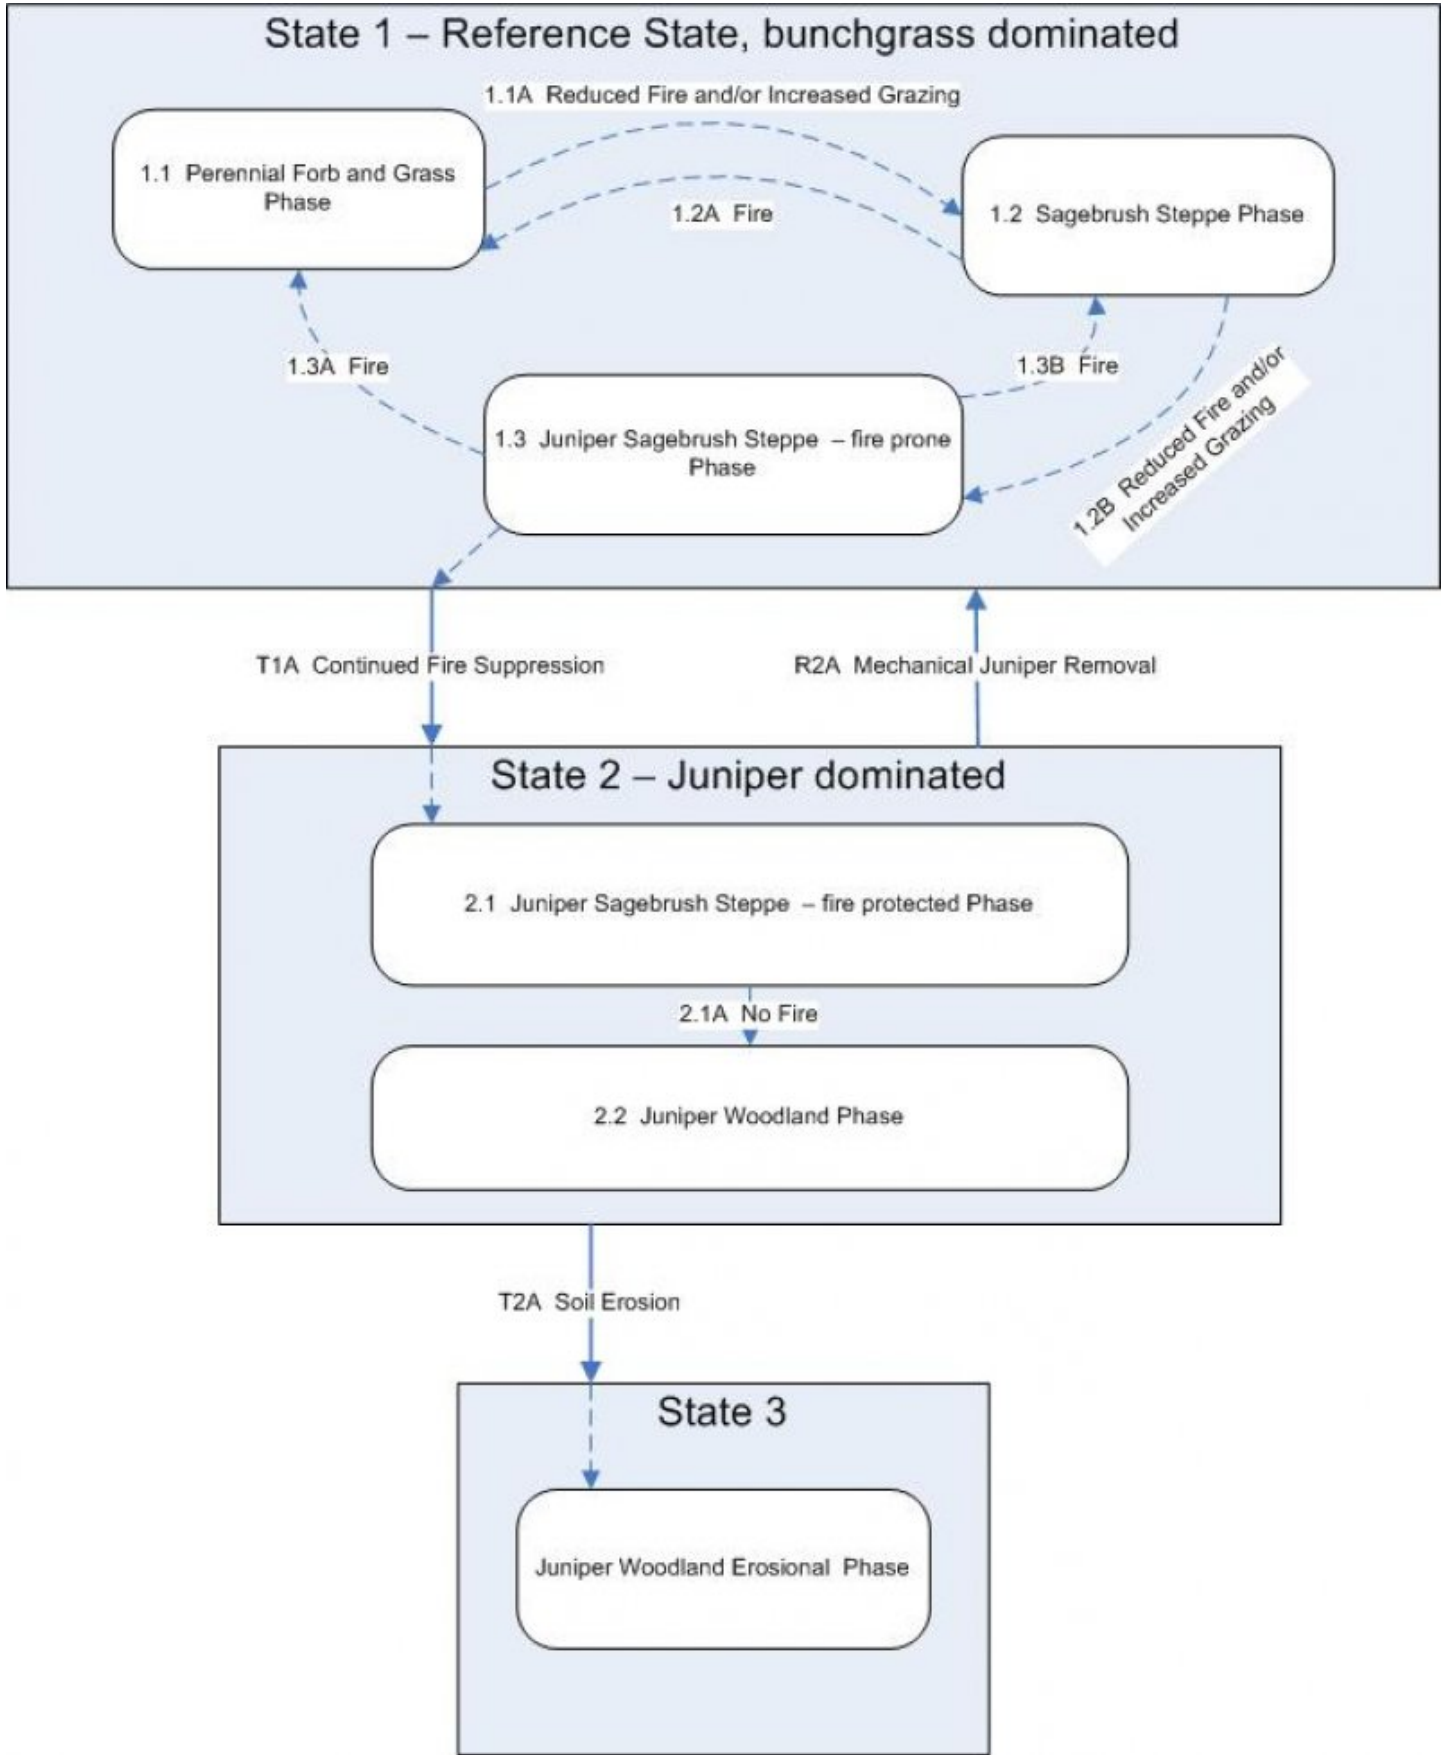 State 1 – Reference State, bunchgrass dominated
1.1A  Reduced Fire and/or Increased Grazing
1.1  Perennial Forb and Grass
Phase
1.2A  Fire
1.2  Sagebrush Steppe Phase
1.3A  Fire
1.3B  Fire
1.2B  Reduced Fire and/or
Increased Grazing
1.3  Juniper Sagebrush Steppe  – fire prone
Phase
T1A  Continued Fire Suppression
R2A  Mechanical Juniper Removal
State 2 – Juniper dominated
2.1  Juniper Sagebrush Steppe  – fire protected Phase
2.1A  No Fire
2.2  Juniper Woodland Phase
T2A  Soil Erosion
State 3
Juniper Woodland Erosional  Phase